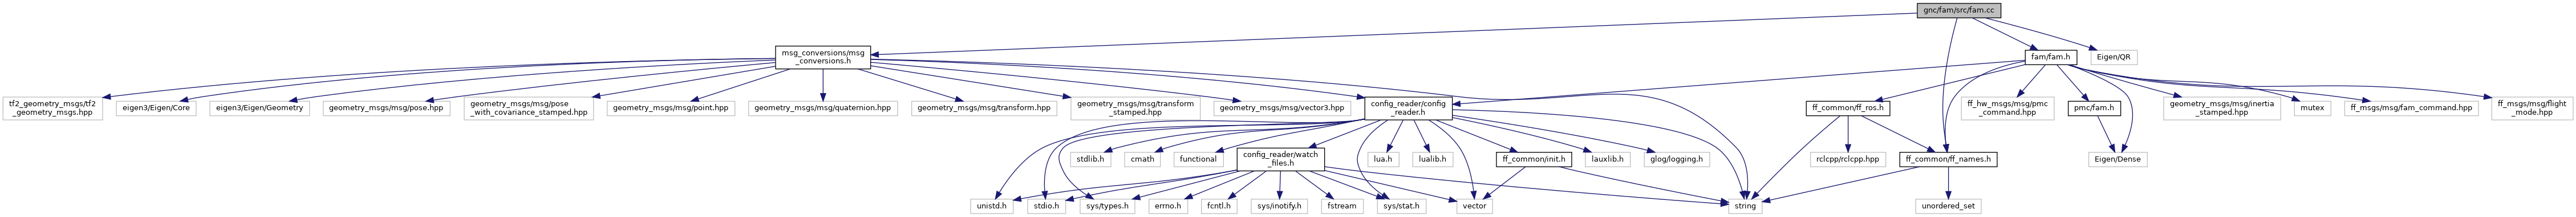 gnc/fam/src/fam.cc
msg_conversions/msg
_conversions.h
fam/fam.h
Eigen/QR
tf2_geometry_msgs/tf2
_geometry_msgs.hpp
eigen3/Eigen/Core
eigen3/Eigen/Geometry
geometry_msgs/msg/pose.hpp
geometry_msgs/msg/pose
_with_covariance_stamped.hpp
geometry_msgs/msg/point.hpp
geometry_msgs/msg/quaternion.hpp
geometry_msgs/msg/transform.hpp
geometry_msgs/msg/transform
_stamped.hpp
geometry_msgs/msg/vector3.hpp
config_reader/config
_reader.h
ff_common/ff_ros.h
ff_hw_msgs/msg/pmc
_command.hpp
pmc/fam.h
geometry_msgs/msg/inertia
_stamped.hpp
mutex
ff_msgs/msg/fam_command.hpp
ff_msgs/msg/flight
_mode.hpp
stdlib.h
cmath
functional
config_reader/watch
_files.h
lua.h
lualib.h
ff_common/init.h
lauxlib.h
glog/logging.h
rclcpp/rclcpp.hpp
ff_common/ff_names.h
Eigen/Dense
unistd.h
stdio.h
sys/types.h
errno.h
fcntl.h
sys/inotify.h
fstream
sys/stat.h
vector
string
unordered_set